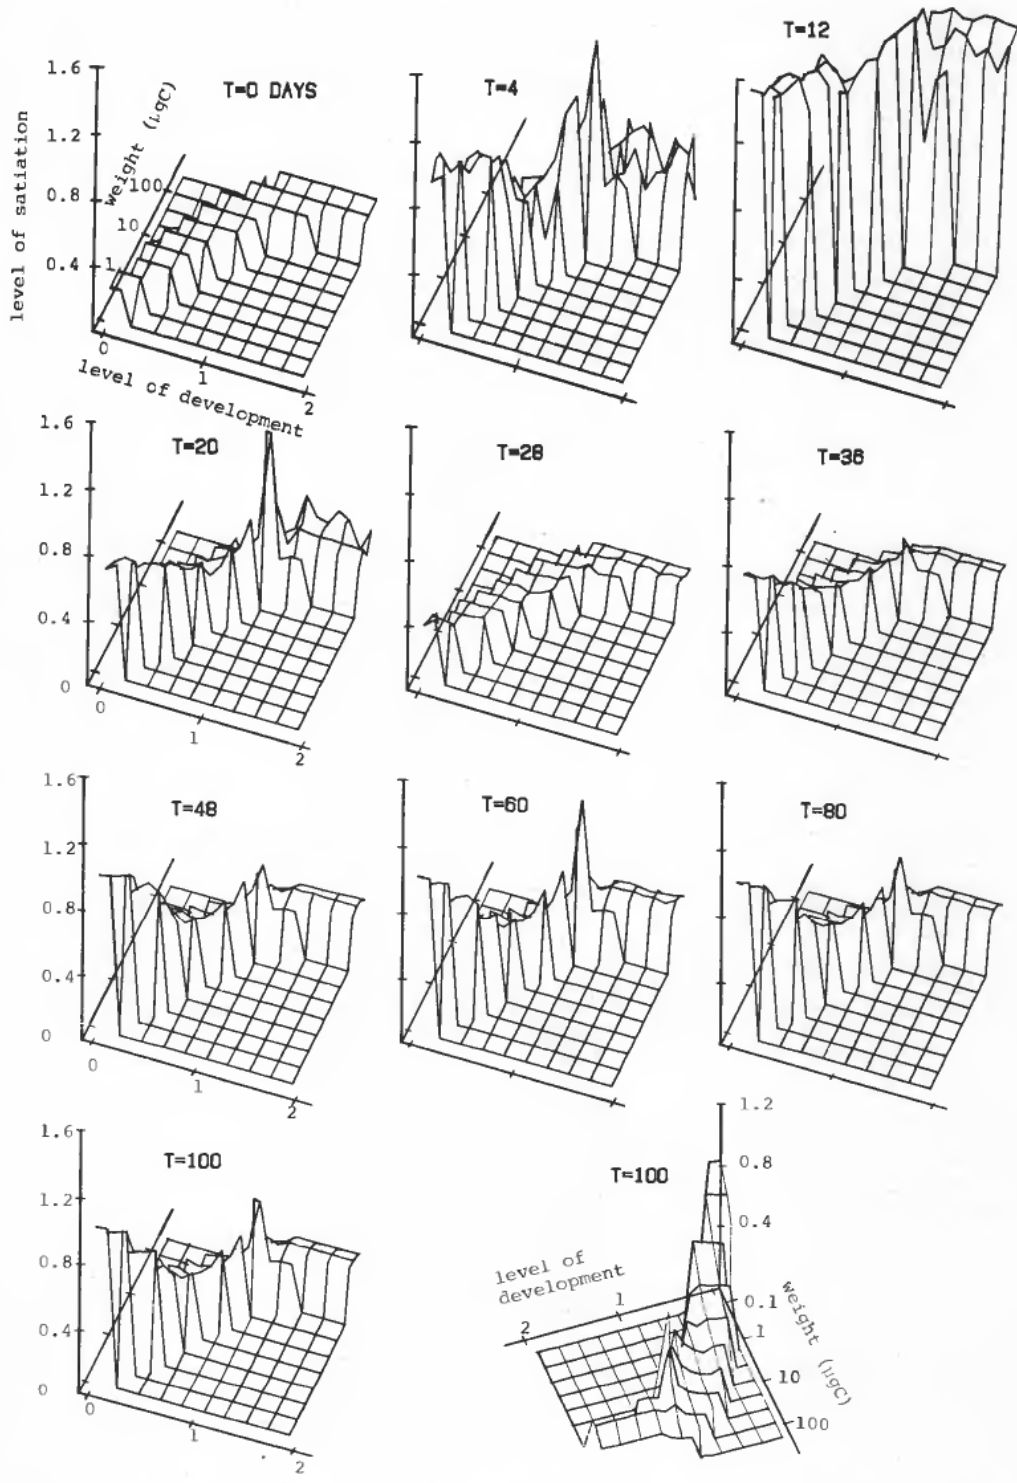 T=0 DAYS
T=4
T=12
level of satiation
1.6
1.2
0.8
0.4
Weight (μgC)
100
10
1
0
1
2
level of development
T=20
T=28
T=36
1.6
1.2
0.8
0.4
0
0
1
2
T=48
T=60
T=80
1.6
1.2
0.8
0.4
0
0
1
2
T=100
1.6
1.2
0.8
0.4
0
0
1
2
T=100
1.2
0.8
0.4
level of
development
2
1
0.1
1
10
100
weight (μgC)